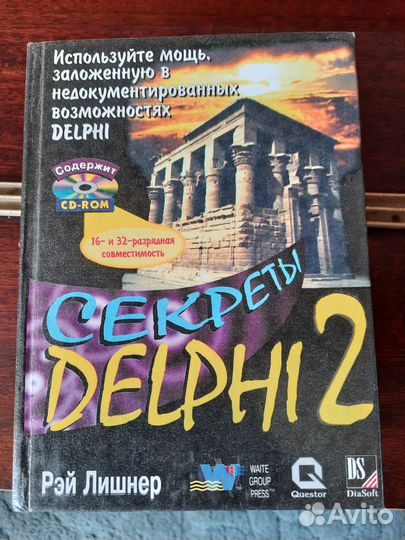 Используйте мощь,
заложенную в
недокументированных
возможностях
DELPHI
Содержит
CD-ROM
16- и 32-разрядная
совместимость
СЕКРЕТЫ
DELPHI 2
Рэй Лишнер
W
WAITE
GROUP
PRESS™
Q
Questor
DS
DiaSoft
Avito